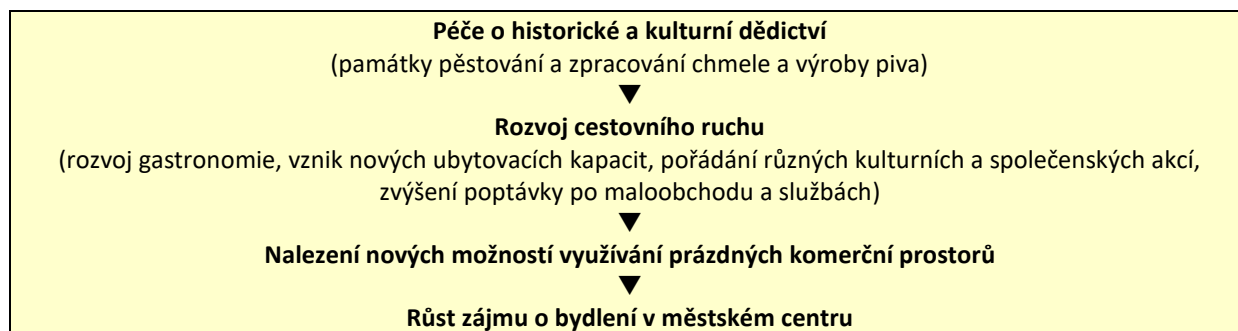 Péče o historické a kulturní dědictví
(památky pěstování a zpracování chmele a výroby piva)
▼
Rozvoj cestovního ruchu
(rozvoj gastronomie, vznik nových ubytovacích kapacit, pořádání různých kulturních a společenských akcí,
zvýšení poptávky po maloobchodu a službách)
▼
Nalezení nových možností využívání prázdných komerční prostorů
▼
Růst zájmu o bydlení v městském centru